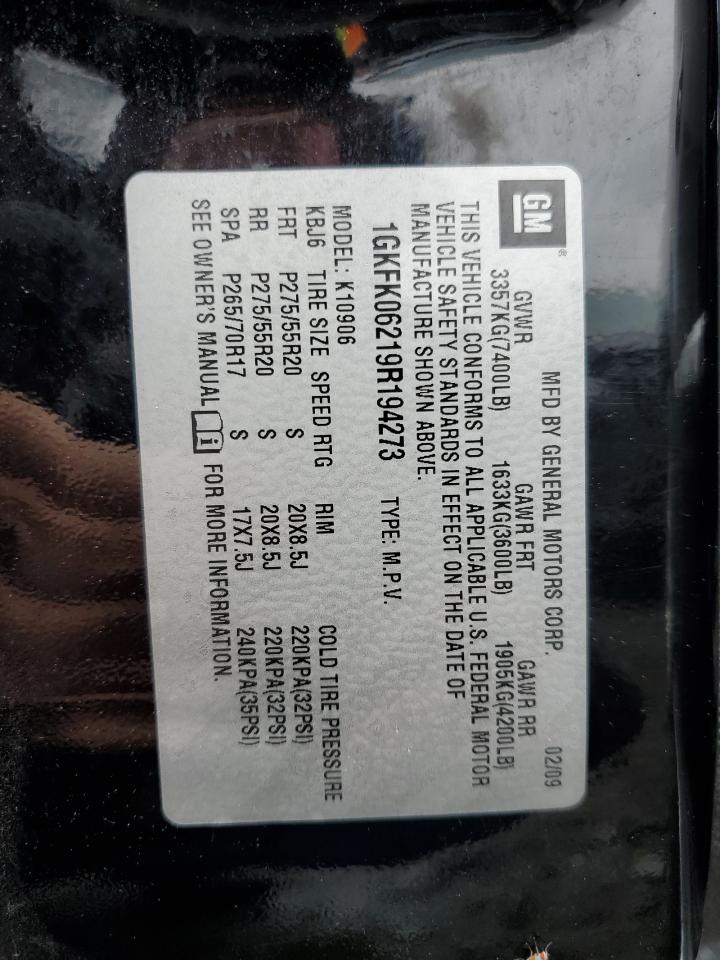 GM®
MFD BY GENERAL MOTORS CORP. 02/09
GVWR GAWR FRT GAWR RR
3357KG(7400LB) 1633KG(3600LB) 1905KG(4200LB)
THIS VEHICLE CONFORMS TO ALL APPLICABLE U.S. FEDERAL MOTOR
VEHICLE SAFETY STANDARDS IN EFFECT ON THE DATE OF
MANUFACTURE SHOWN ABOVE.
1GKFK06219R194273 TYPE: M.P.V.
MODEL: K10906
KBJ6 TIRE SIZE SPEED RTG RIM COLD TIRE PRESSURE
FRT P275/55R20 S 20X8.5J 220KPA(32PSI)
RR P275/55R20 S 20X8.5J 220KPA(32PSI)
SPA P265/70R17 S 17X7.5J 240KPA(35PSI)
SEE OWNER'S MANUAL FOR MORE INFORMATION.